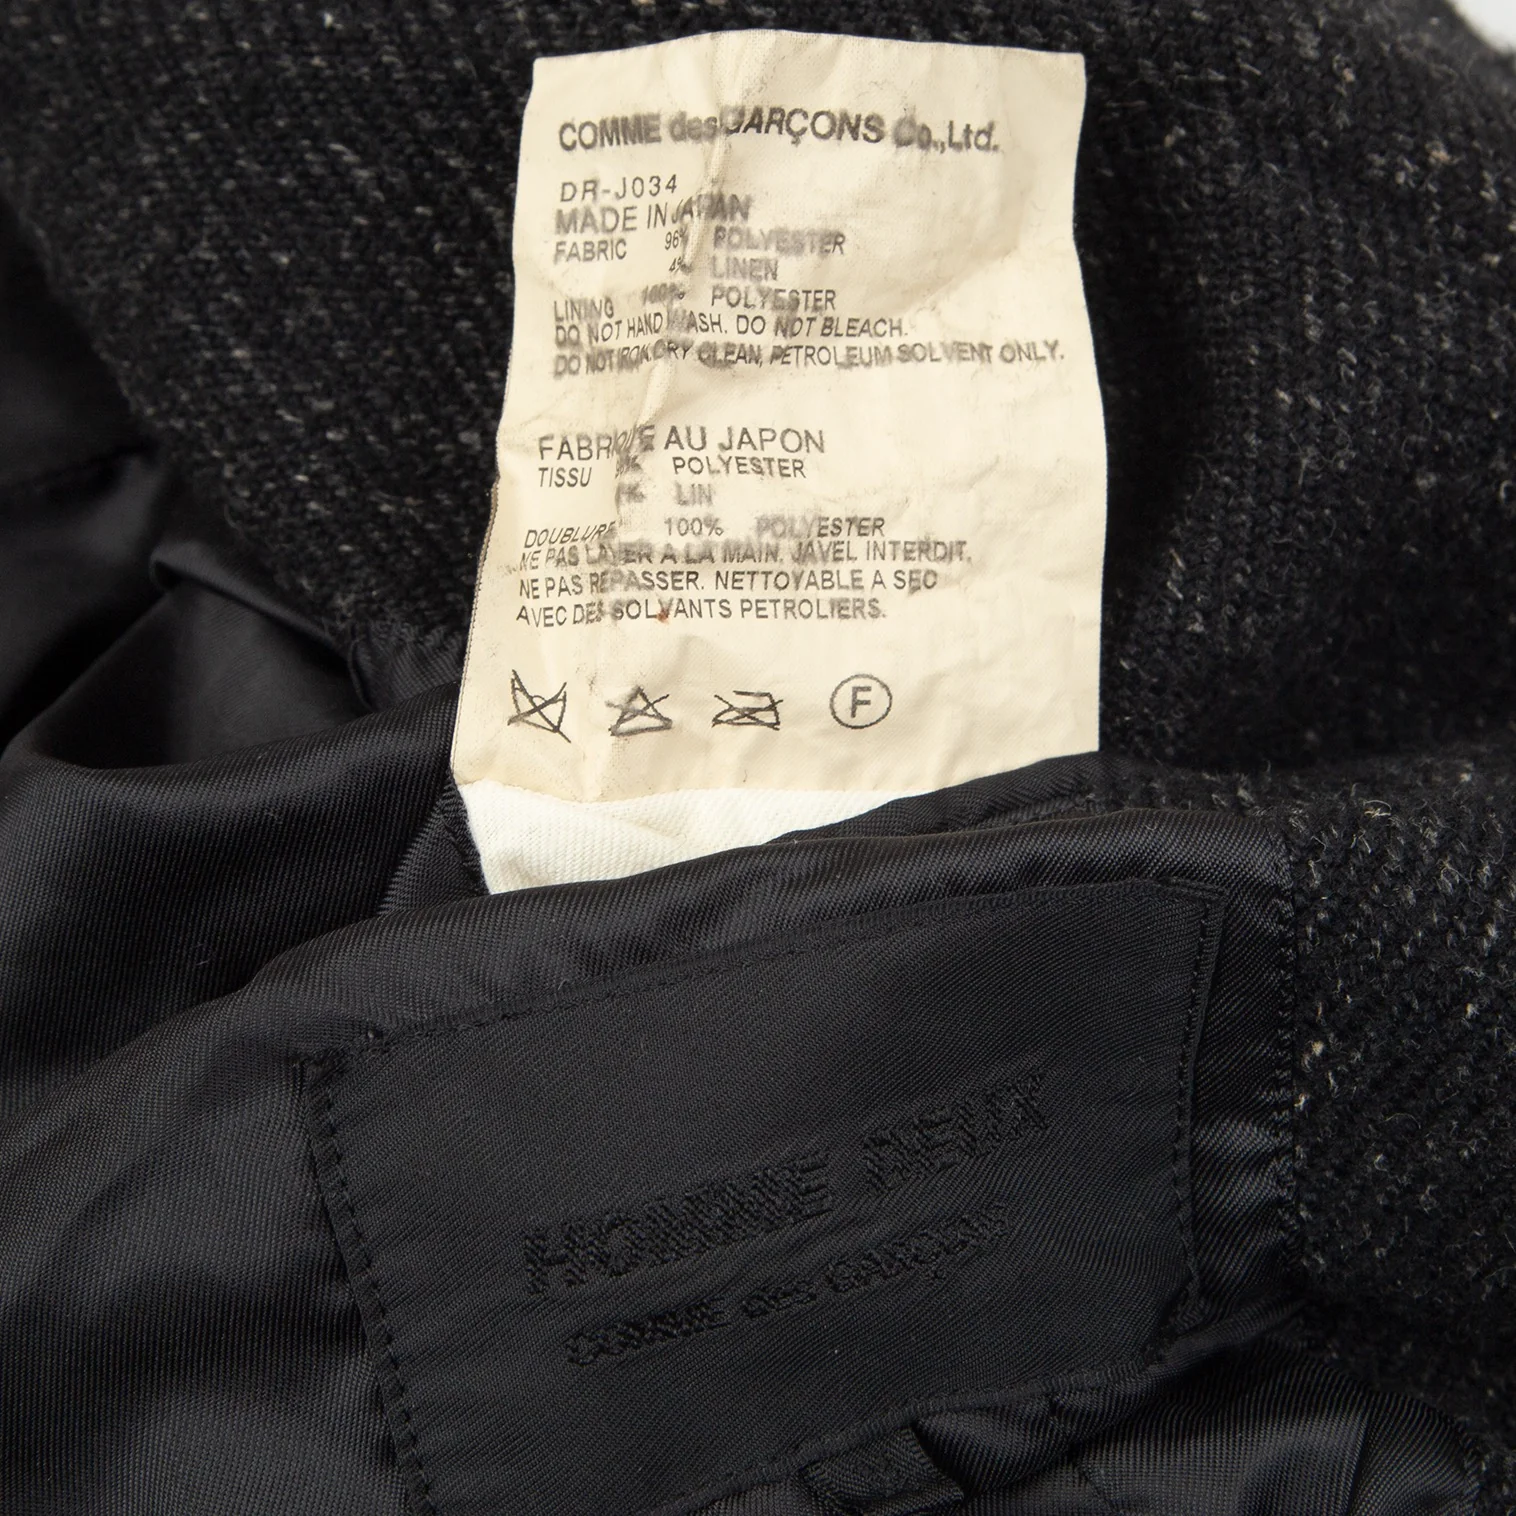 COMME des GARÇONS Co.,Ltd.
DR-J034
MADE IN JAPAN
FABRIC 96% POLYESTER
4% LINEN
LINING 100% POLYESTER
DO NOT HAND WASH. DO NOT BLEACH.
DO NOT IRON. DRY CLEAN, PETROLEUM SOLVENT ONLY.
FABRIQUE AU JAPON
TISSU POLYESTER
LIN
DOUBLURE 100% POLYESTER
NE PAS LAVER A LA MAIN. JAVEL INTERDIT.
NE PAS REPASSER. NETTOYABLE A SEC
AVEC DES SOLVANTS PETROLIERS.
F
HOMME DEUX
COMME DES GARÇONS